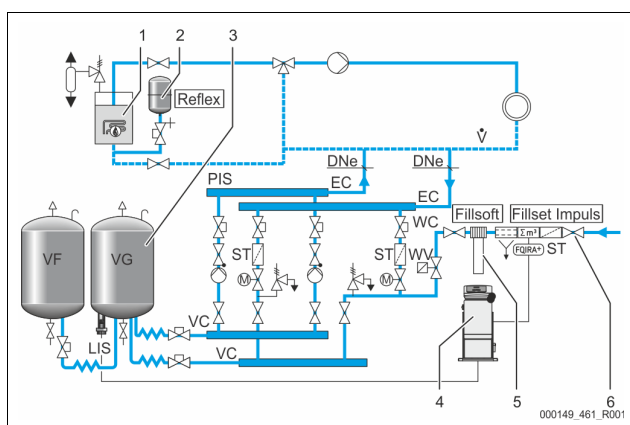 1 2 3
Reflex
V̇
DNe DNe
PIS EC
EC
WC Fillsoft Fillset Impuls
Σm³
ST ST WV FQIRA+ ST
VF VG
M M
VC
LIS
VC
4 5 6
000149_461_R001